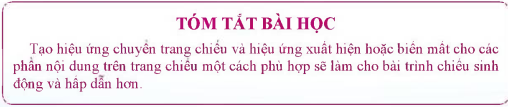 TÓM TẮT BÀI HỌC
Tạo hiệu ứng chuyển trang chiếu và hiệu ứng xuất hiện hoặc biến mất cho các
phần nội dung trên trang chiếu một cách phù hợp sẽ làm cho bài trình chiếu sinh
động và hấp dẫn hơn.